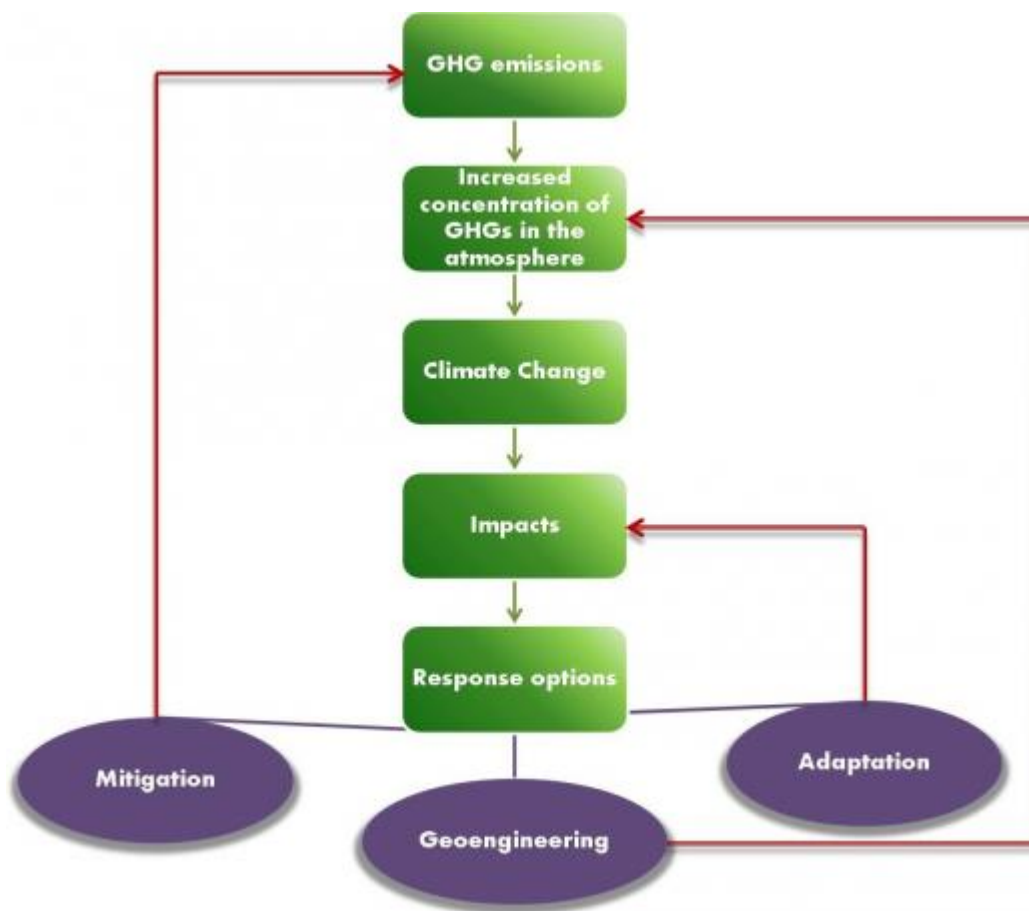 GHG emissions
Increased
concentration of
GHGs in the
atmosphere
Climate Change
Impacts
Response options
Mitigation
Adaptation
Geoengineering